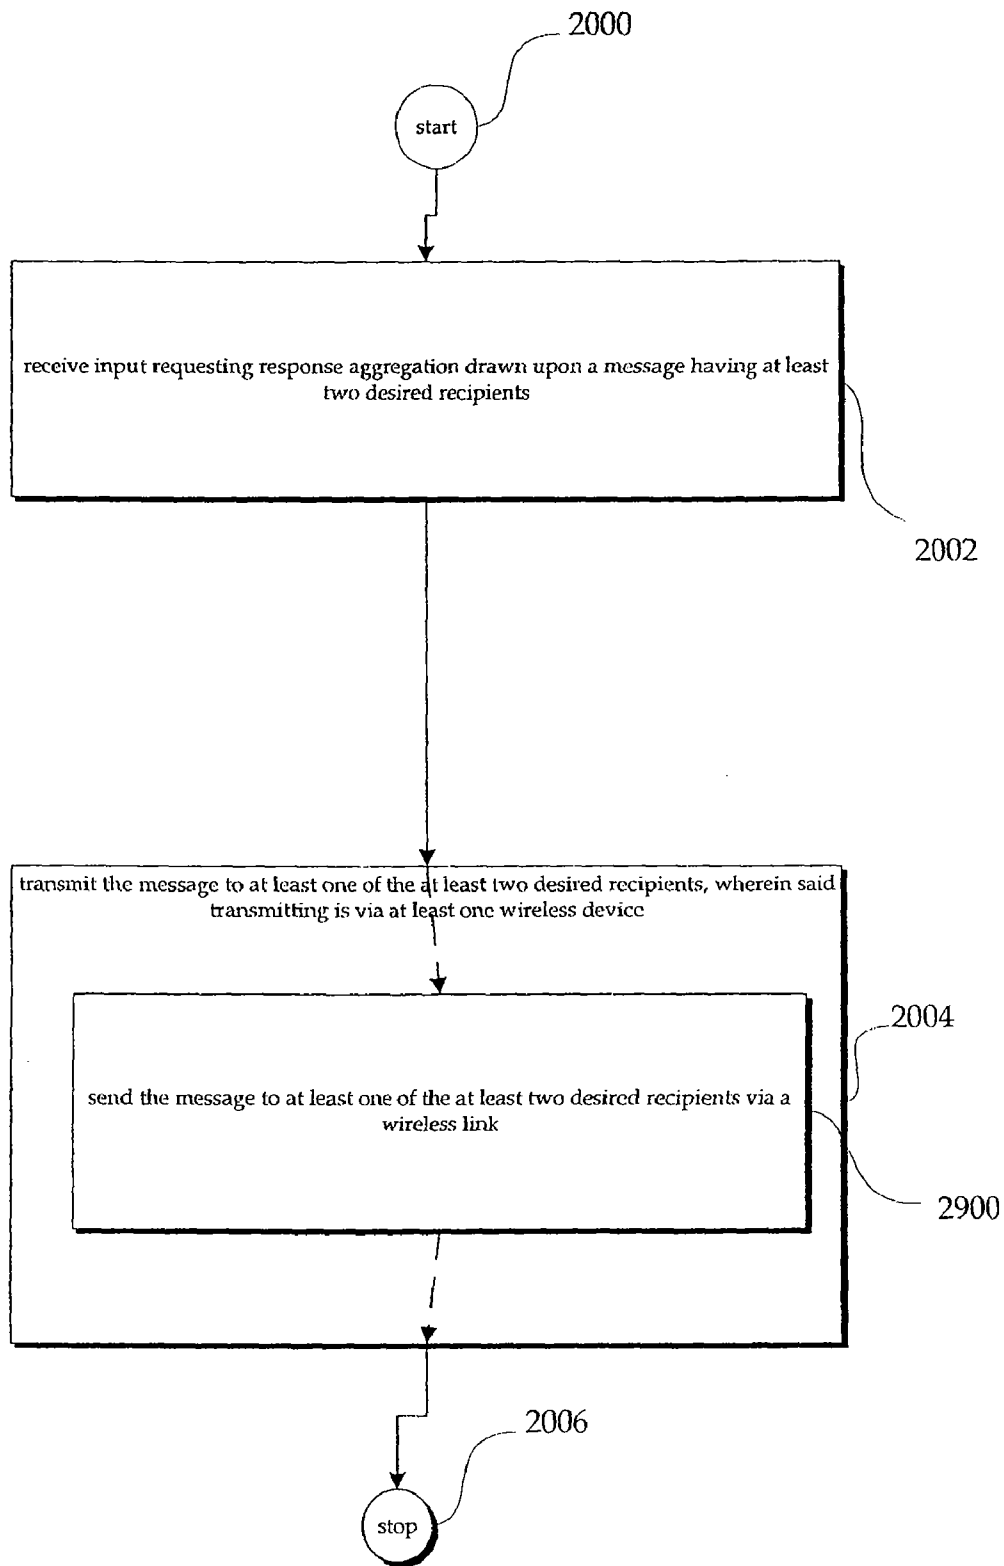 2000
start
receive input requesting response aggregation drawn upon a message having at least
two desired recipients
2002
transmit the message to at least one of the at least two desired recipients, wherein said
transmitting is via at least one wireless device
2004
send the message to at least one of the at least two desired recipients via a
wireless link
2900
2006
stop